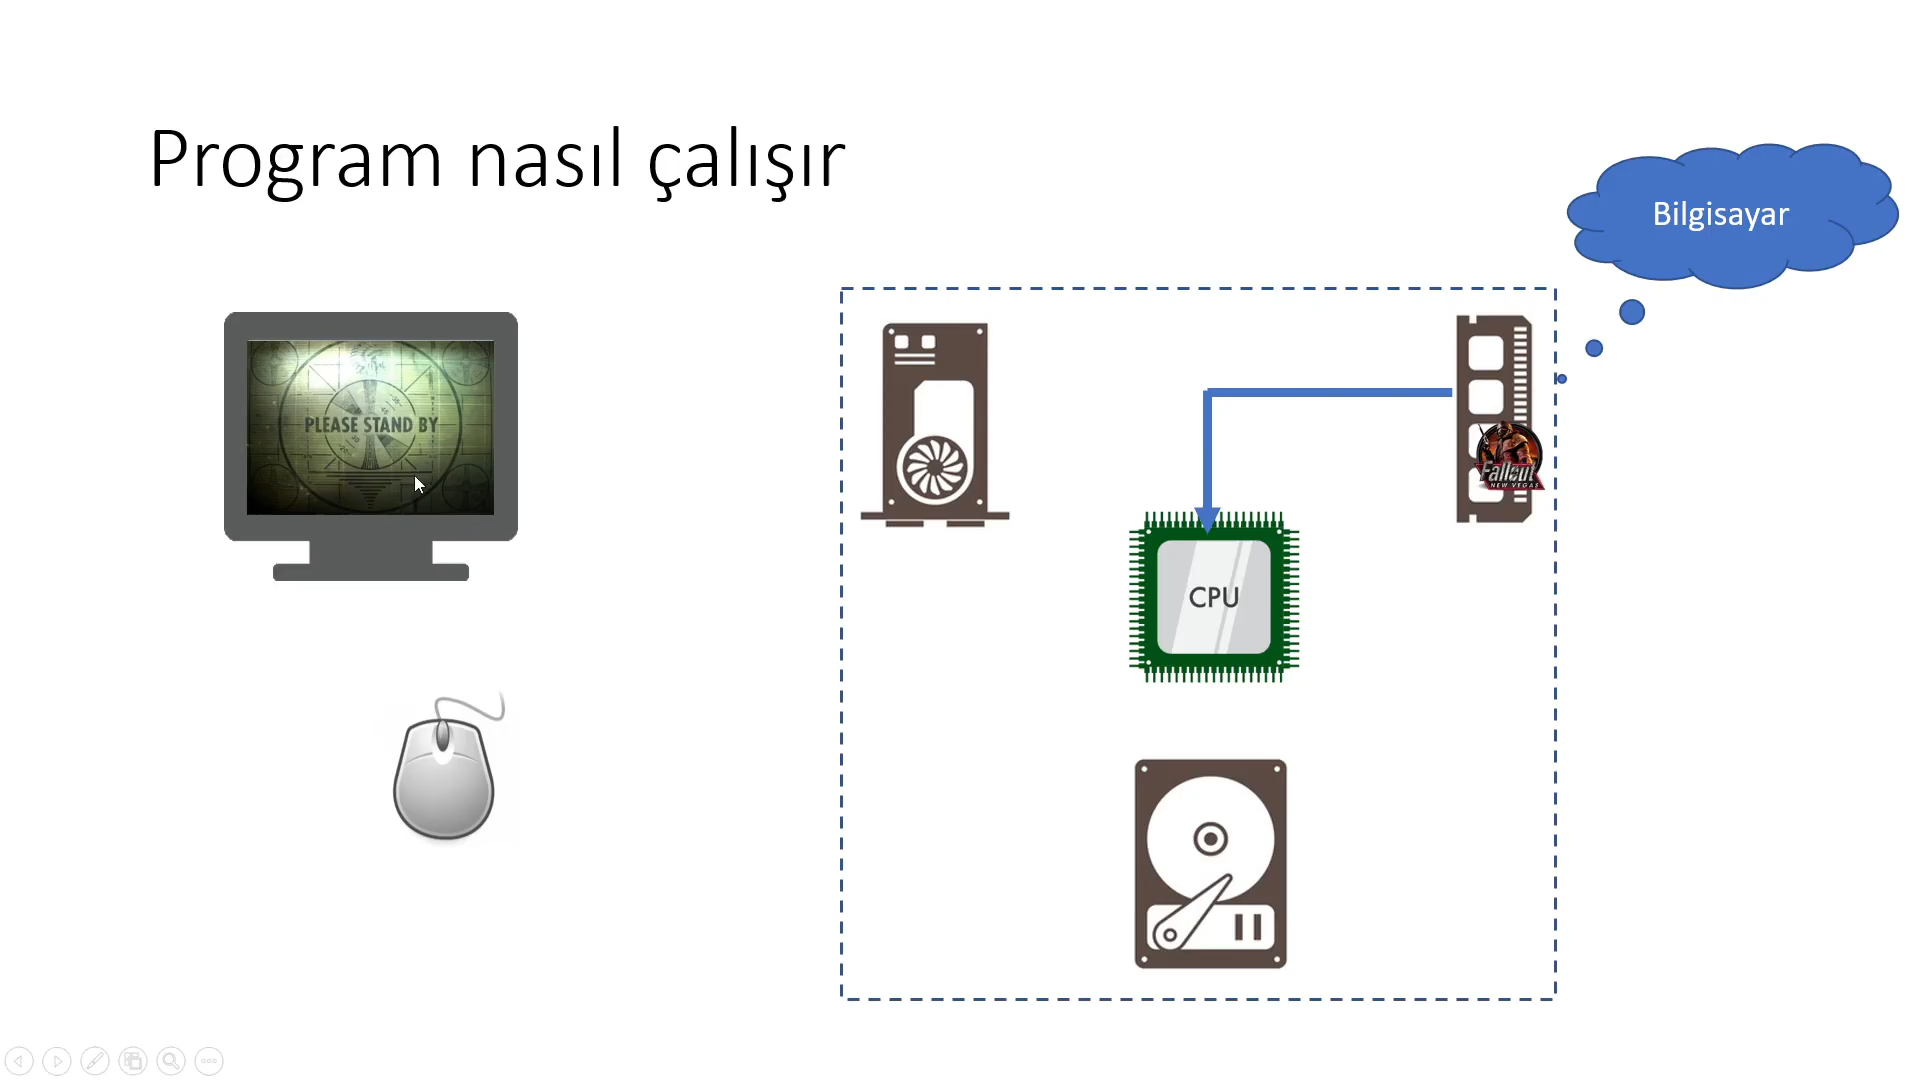 Program nasıl çalışır
Bilgisayar
PLEASE STAND BY
Fallout
NEW VEGAS
CPU